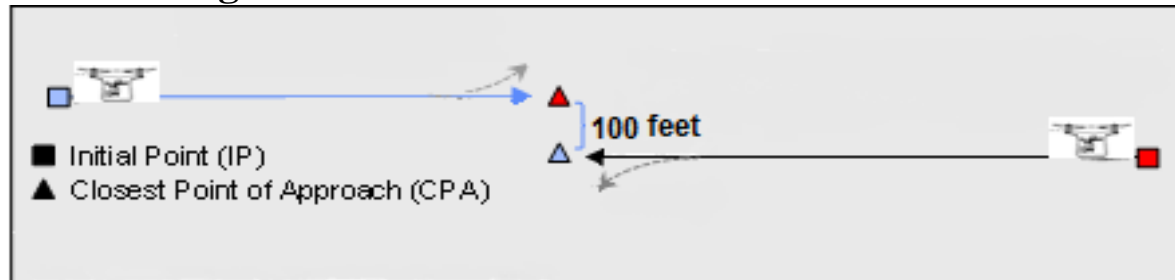 100 feet
Initial Point (IP)
Closest Point of Approach (CPA)